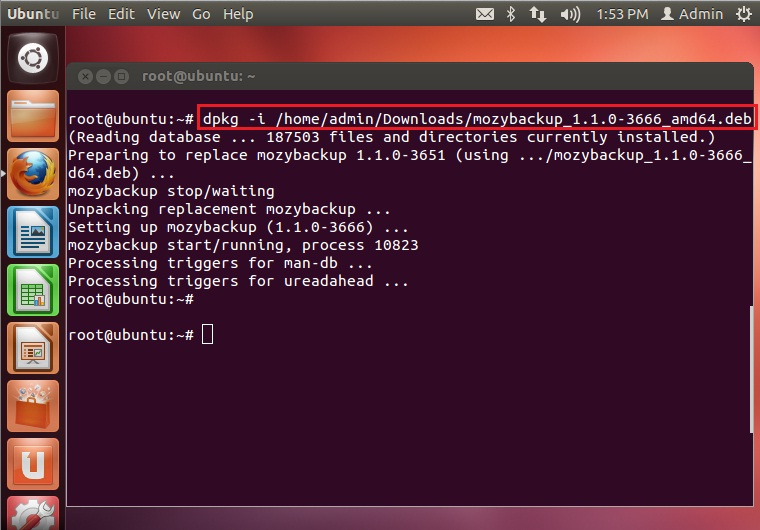 Ubuntu File Edit View Go Help 1:53 PM Admin
root@ubuntu: ~
root@ubuntu:~# dpkg -i /home/admin/Downloads/mozybackup_1.1.0-3666_amd64.deb
(Reading database ... 187503 files and directories currently installed.)
Preparing to replace mozybackup 1.1.0-3651 (using .../mozybackup_1.1.0-3666_
d64.deb) ...
mozybackup stop/waiting
Unpacking replacement mozybackup ...
Setting up mozybackup (1.1.0-3666) ...
mozybackup start/running, process 10823
Processing triggers for man-db ...
Processing triggers for ureadahead ...
root@ubuntu:~#
root@ubuntu:~#